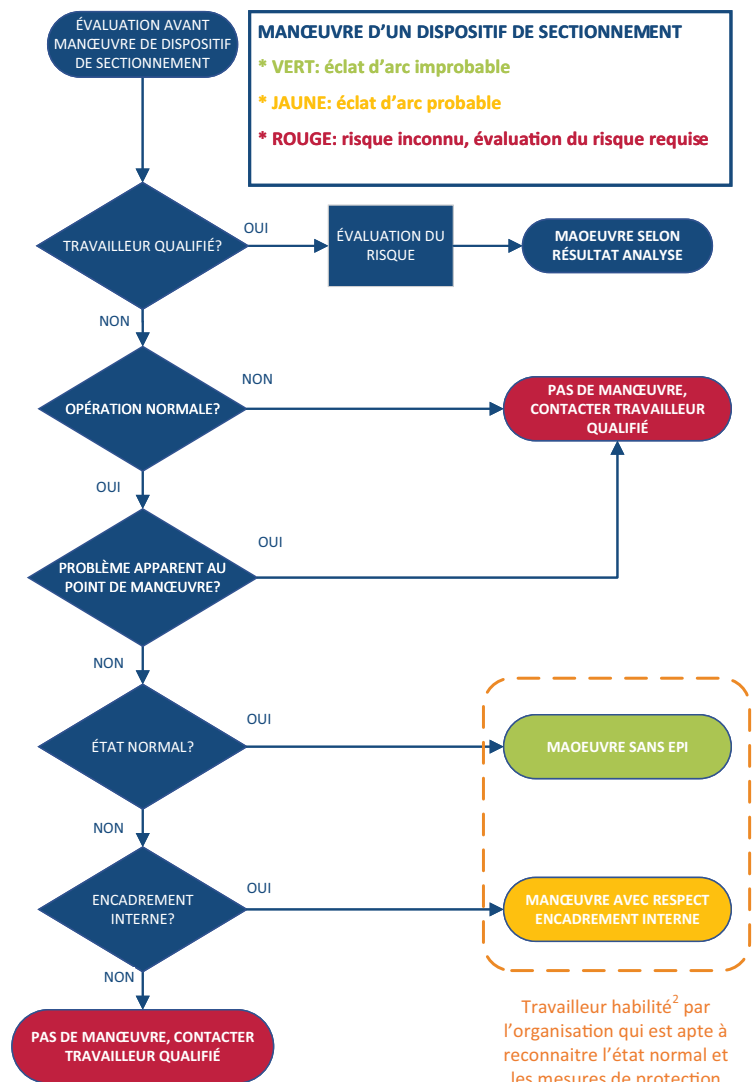 ÉVALUATION AVANT
MANŒUVRE DE DISPOSITIF
DE SECTIONNEMENT
MANŒUVRE D'UN DISPOSITIF DE SECTIONNEMENT
* VERT: éclat d'arc improbable
* JAUNE: éclat d'arc probable
* ROUGE: risque inconnu, évaluation du risque requise
TRAVAILLEUR QUALIFIÉ?
OUI
ÉVALUATION DU
RISQUE
MAOEUVRE SELON
RÉSULTAT ANALYSE
NON
OPÉRATION NORMALE?
NON
PAS DE MANŒUVRE,
CONTACTER TRAVAILLEUR
QUALIFIÉ
OUI
PROBLÈME APPARENT AU
POINT DE MANŒUVRE?
OUI
NON
ÉTAT NORMAL?
OUI
MAOEUVRE SANS EPI
NON
ENCADREMENT
INTERNE?
OUI
MANŒUVRE AVEC RESPECT
ENCADREMENT INTERNE
NON
PAS DE MANŒUVRE, CONTACTER
TRAVAILLEUR QUALIFIÉ
Travailleur habilité² par
l'organisation qui est apte à
reconnaitre l'état normal et
les mesures de protection